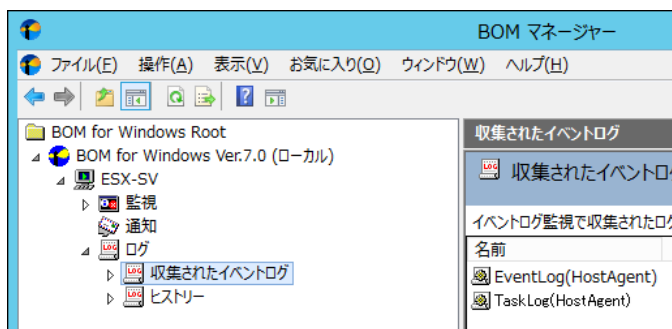 BOM マネージャー
ファイル(F) 操作(A) 表示(V) お気に入り(O) ウィンドウ(W) ヘルプ(H)
BOM for Windows Root
BOM for Windows Ver.7.0 (ローカル)
ESX-SV
監視
通知
ログ
収集されたイベントログ
ヒストリー
収集されたイベントログ
収集されたイベントロ
イベントログ監視で収集されたロ
名前
EventLog(HostAgent)
TaskLog(HostAgent)